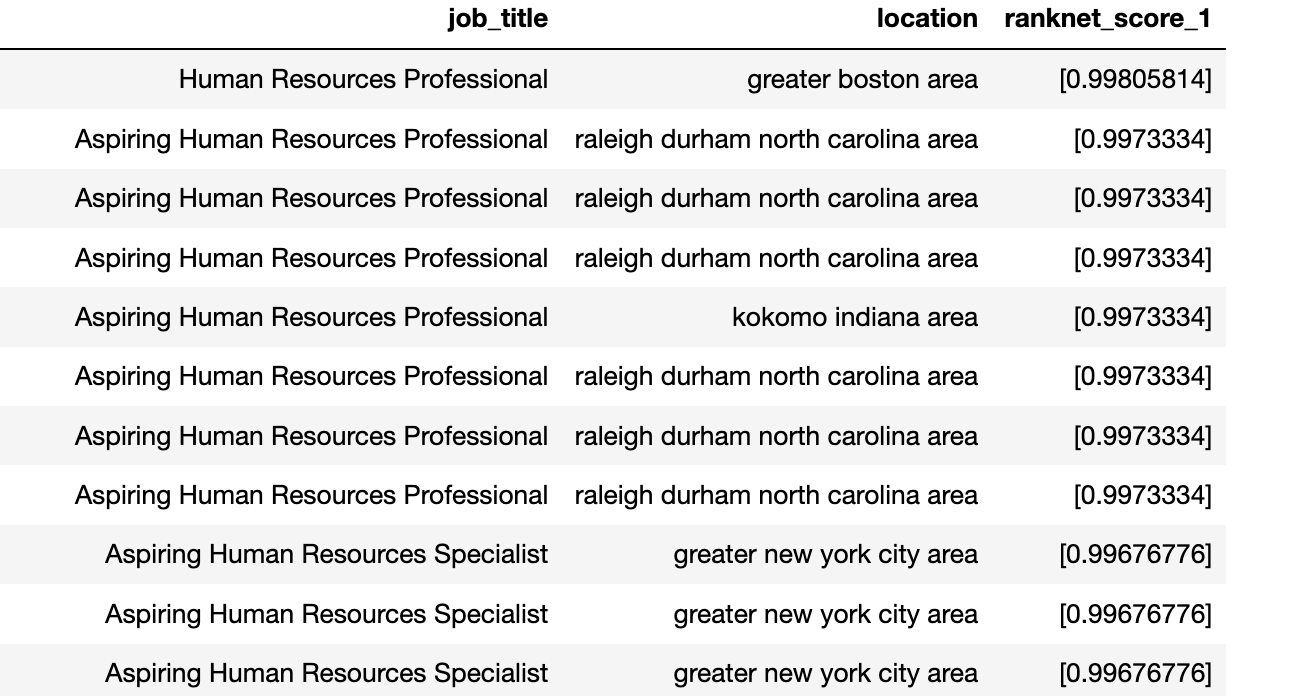 job_title location ranknet_score_1
Human Resources Professional greater boston area [0.99805814]
Aspiring Human Resources Professional raleigh durham north carolina area [0.9973334]
Aspiring Human Resources Professional raleigh durham north carolina area [0.9973334]
Aspiring Human Resources Professional raleigh durham north carolina area [0.9973334]
Aspiring Human Resources Professional kokomo indiana area [0.9973334]
Aspiring Human Resources Professional raleigh durham north carolina area [0.9973334]
Aspiring Human Resources Professional raleigh durham north carolina area [0.9973334]
Aspiring Human Resources Professional raleigh durham north carolina area [0.9973334]
Aspiring Human Resources Specialist greater new york city area [0.99676776]
Aspiring Human Resources Specialist greater new york city area [0.99676776]
Aspiring Human Resources Specialist greater new york city area [0.99676776]